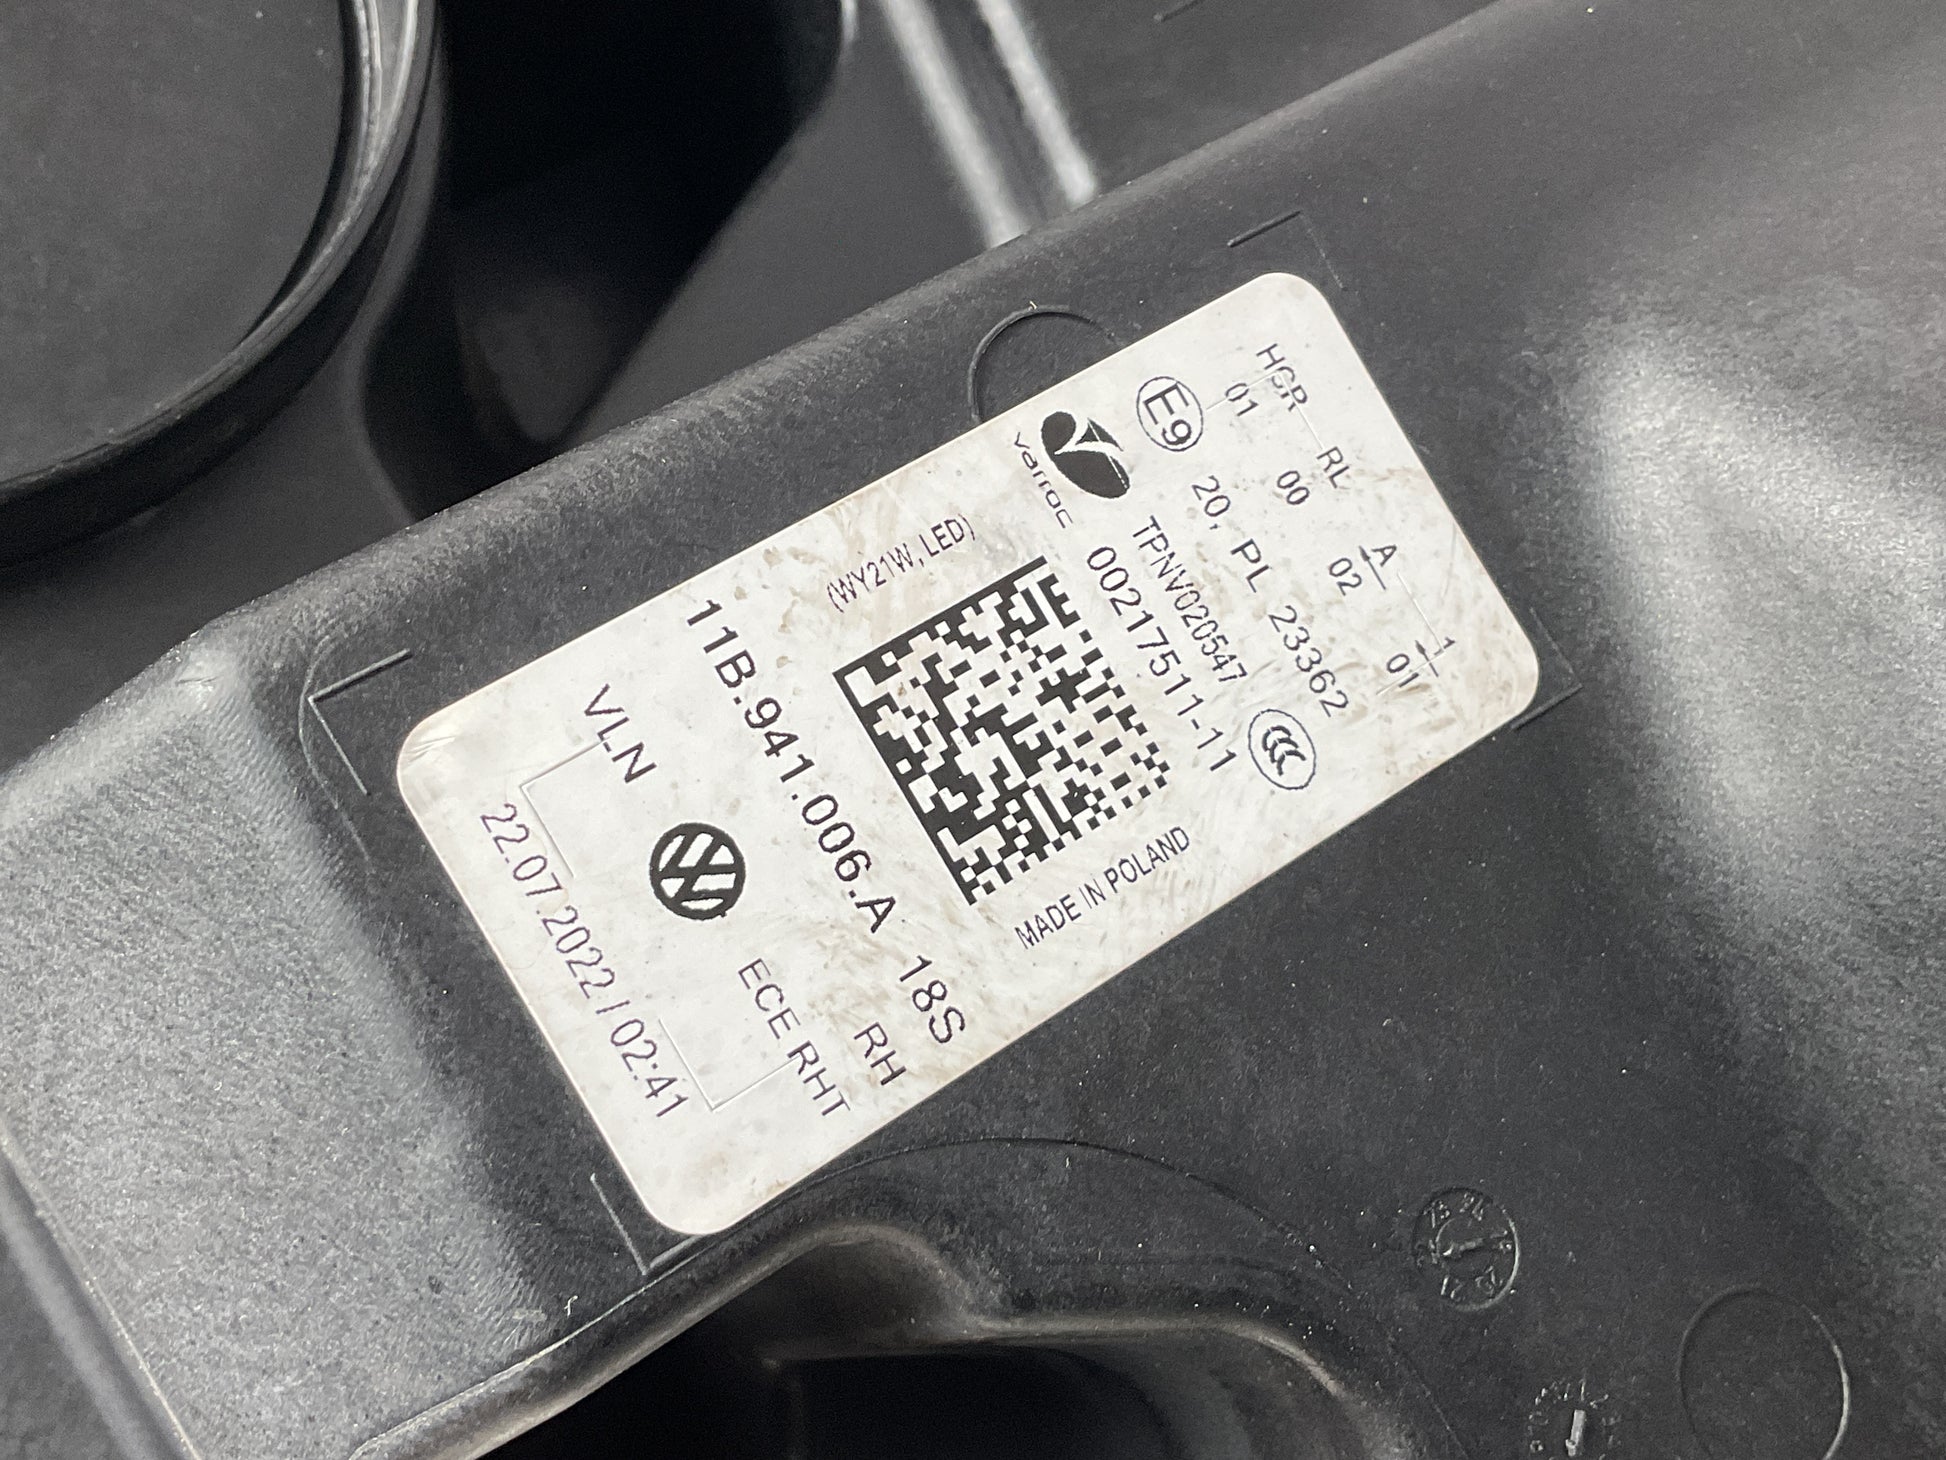 HCR RL A 1
01 00 02 01
E9 20, PL 23362
TPNV020547
00217511-11
varroc
(WY21W, LED)
MADE IN POLAND
11B.941.006.A 18S
RH
VLN ECE RHT
22.07.2022 / 02:41